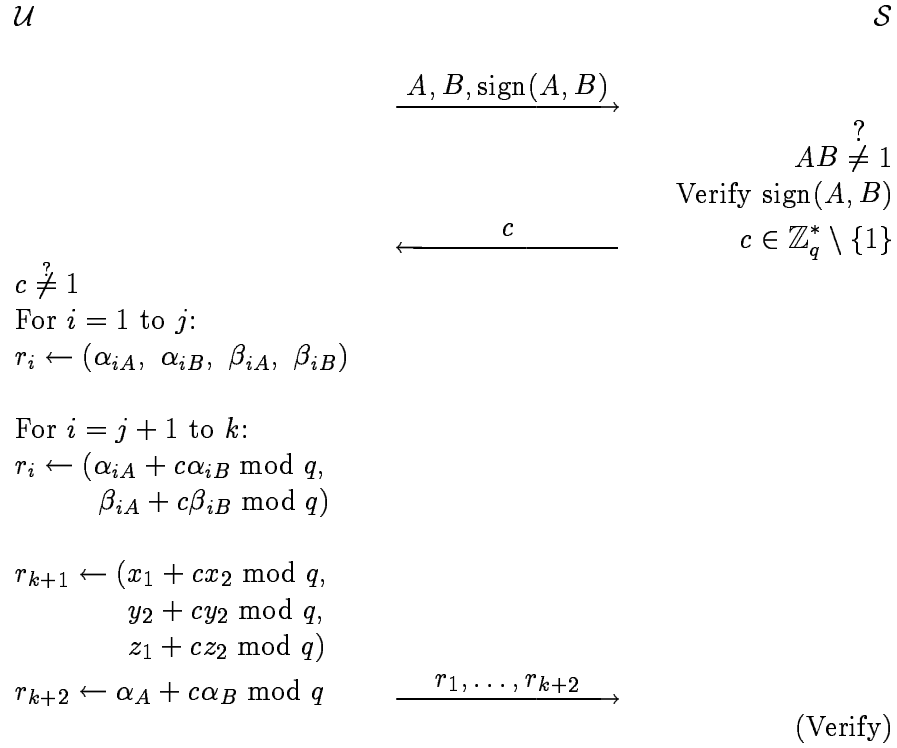 𝒰 𝒮
A, B, sign(A, B)
AB ≠? 1
Verify sign(A, B)
c
c ∈ ℤ*_q \ {1}
c ≠? 1
For i = 1 to j:
r_i ← (α_{iA}, α_{iB}, β_{iA}, β_{iB})
For i = j + 1 to k:
r_i ← (α_{iA} + cα_{iB} mod q,
β_{iA} + cβ_{iB} mod q)
r_{k+1} ← (x_1 + cx_2 mod q,
y_2 + cy_2 mod q,
z_1 + cz_2 mod q)
r_{k+2} ← α_A + cα_B mod q
r_1, . . . , r_{k+2}
(Verify)